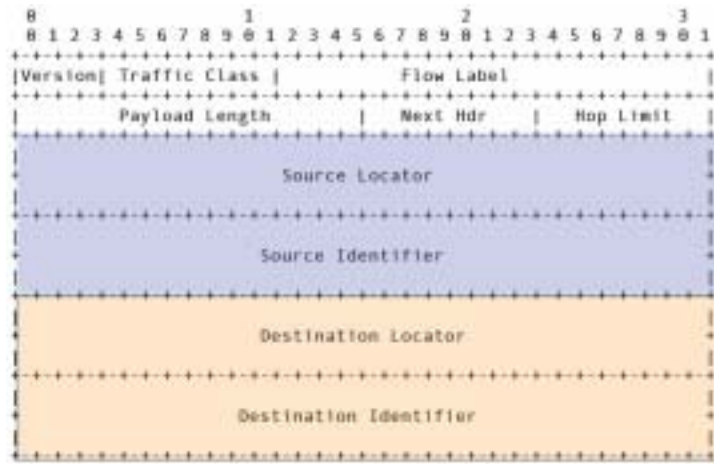 0 1 2 3
0 1 2 3 4 5 6 7 8 9 0 1 2 3 4 5 6 7 8 9 0 1 2 3 4 5 6 7 8 9 0 1
|Version| Traffic Class | Flow Label |
| Payload Length | Next Hdr | Hop Limit |
Source Locator
Source Identifier
Destination Locator
Destination Identifier